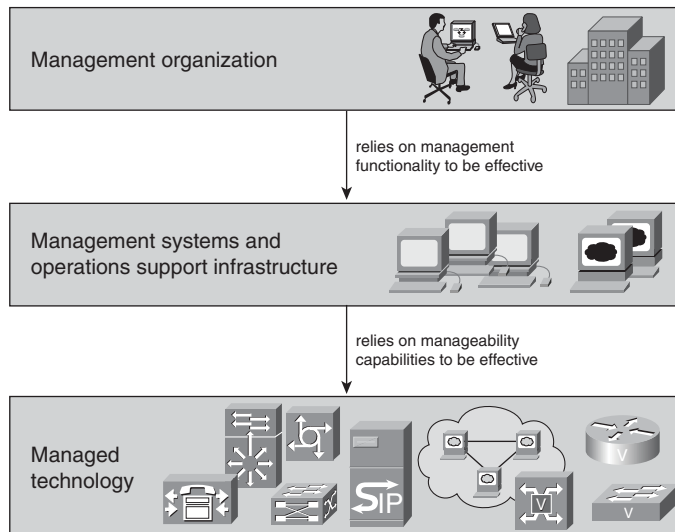 Management organization
relies on management
functionality to be effective
Management systems and
operations support infrastructure
relies on manageability
capabilities to be effective
Managed
technology
SIP
V
V
V